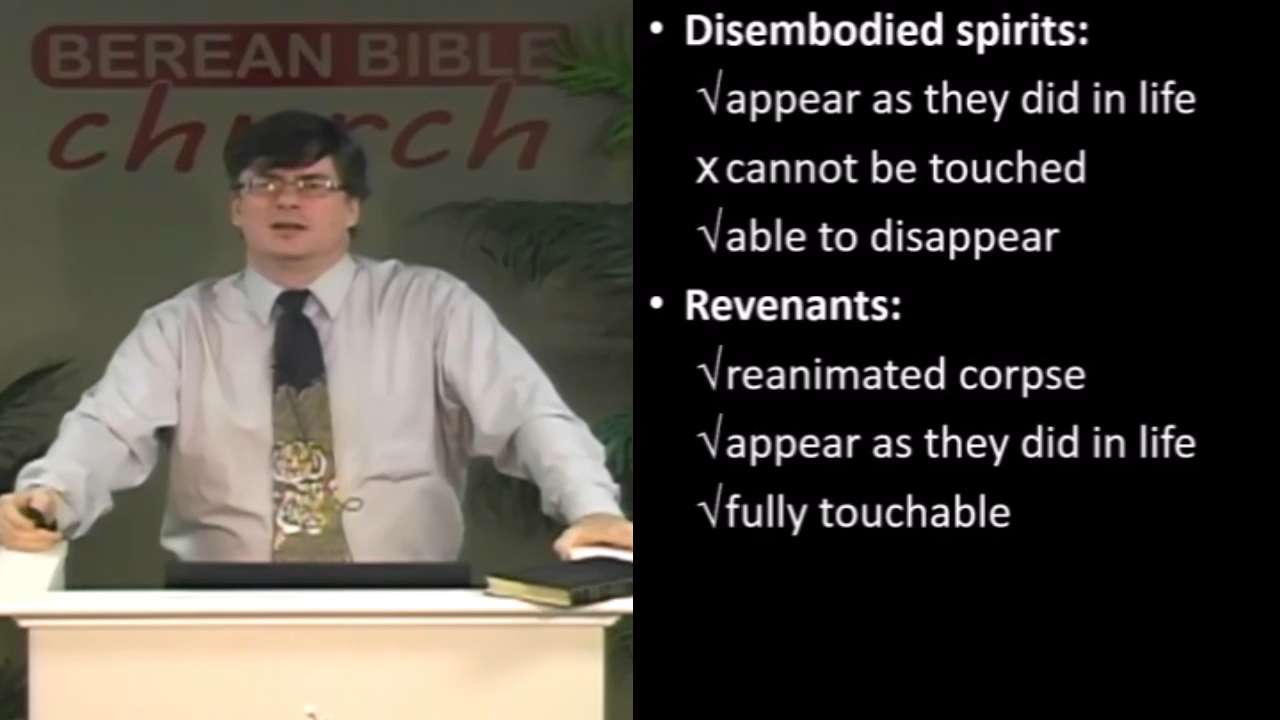 BEREAN BIBLE
church
• Disembodied spirits:
√appear as they did in life
x cannot be touched
√able to disappear
• Revenants:
√reanimated corpse
√appear as they did in life
√fully touchable